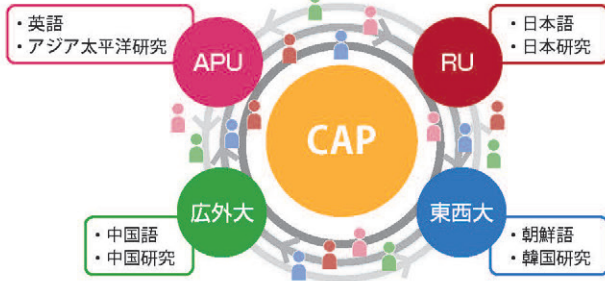 ・英語
・アジア太平洋研究
APU
RU
・日本語
・日本研究
CAP
広外大
・中国語
・中国研究
東西大
・朝鮮語
・韓国研究